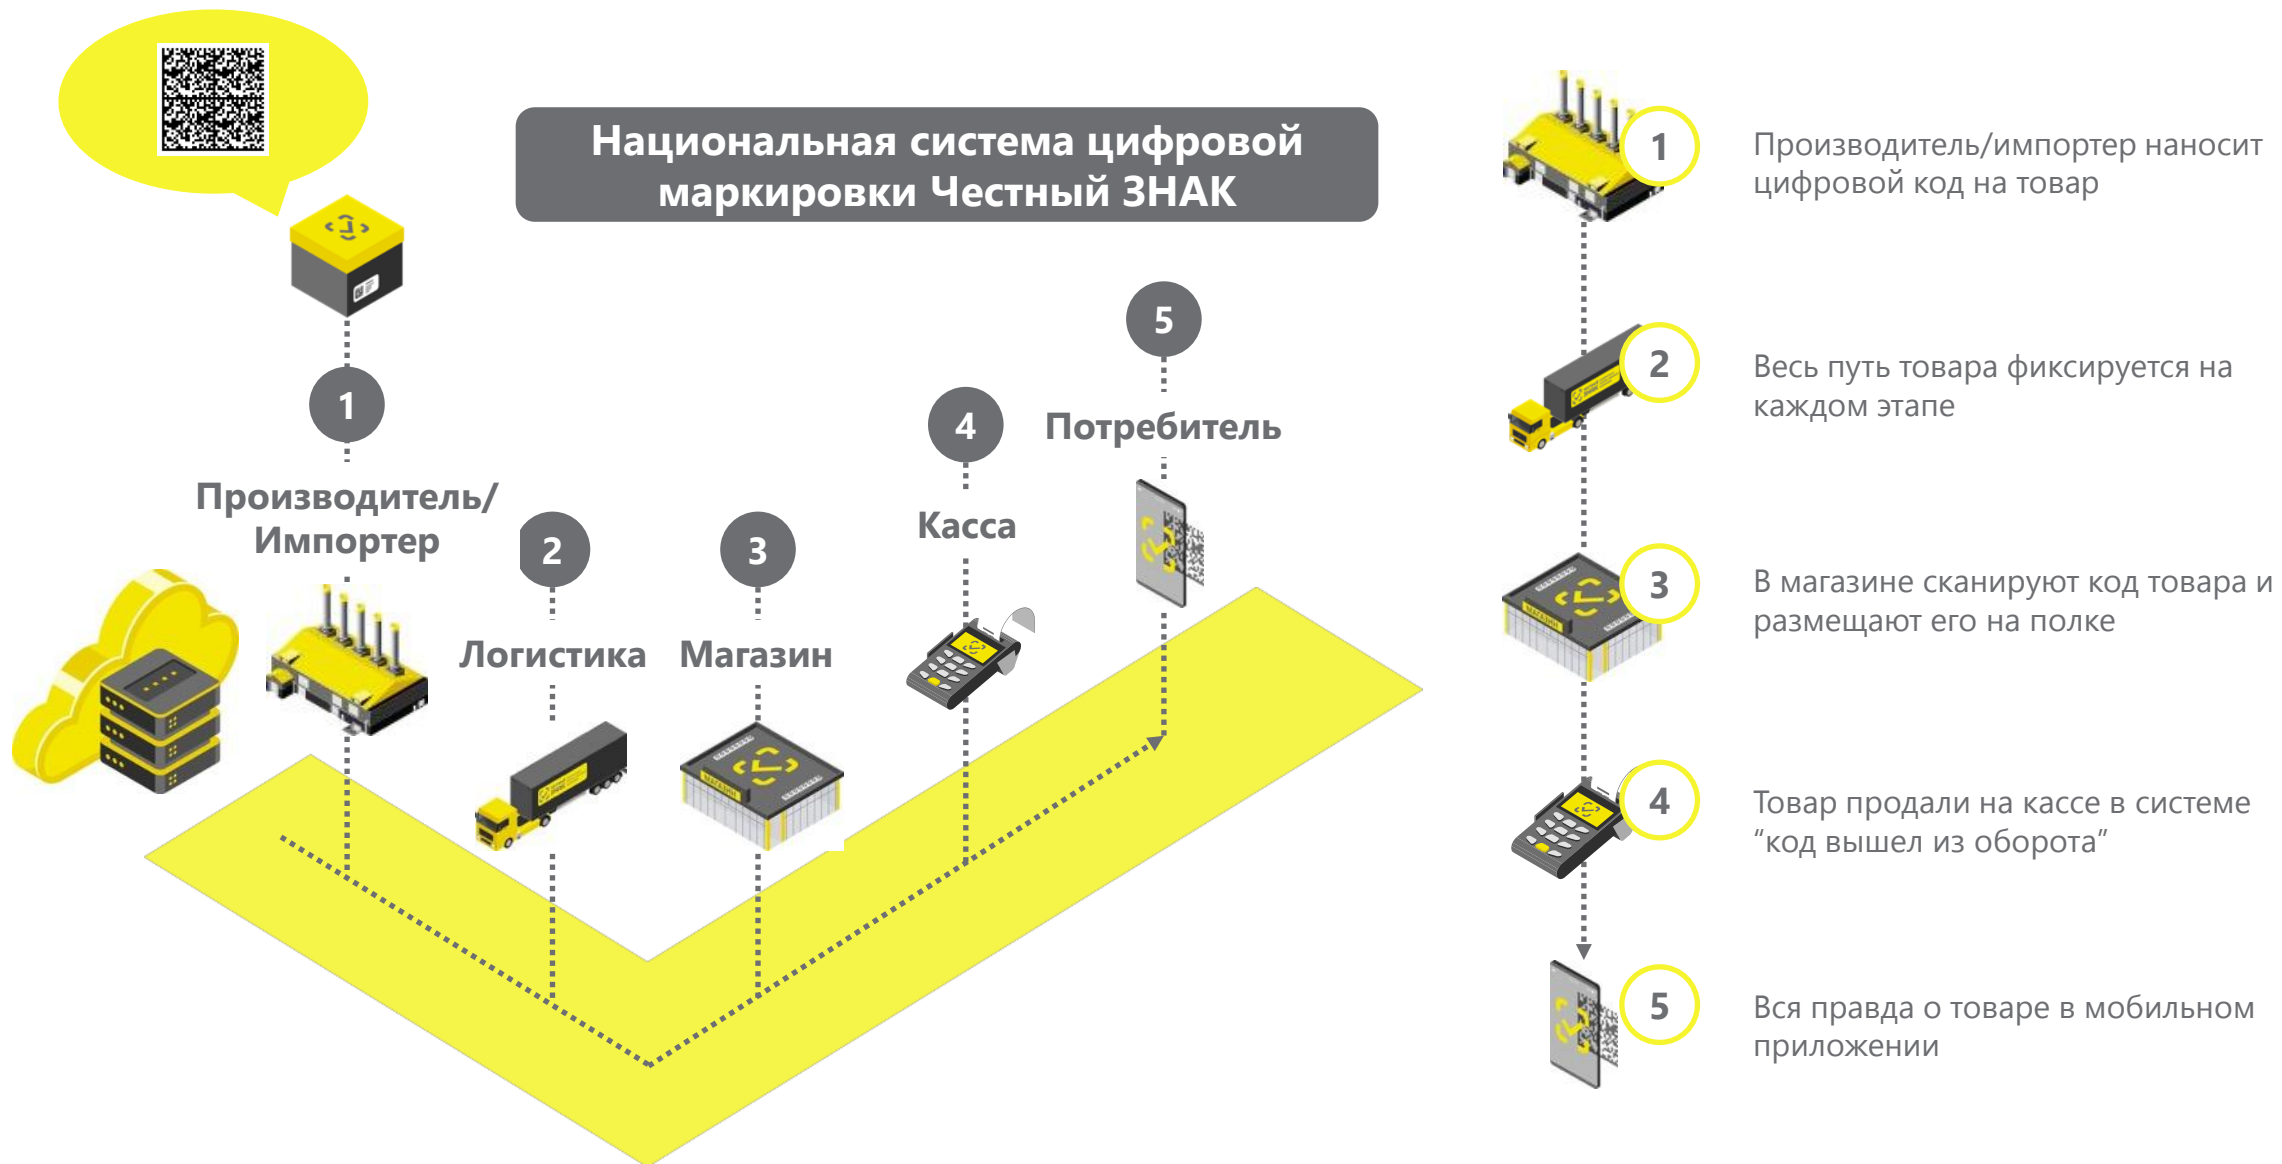 Национальная система цифровой
маркировки Честный ЗНАК
1
Производитель/
Импортер
2
Логистика
3
Магазин
МАГАЗИН
4
Касса
5
Потребитель
1
Производитель/импортер наносит
цифровой код на товар
2
Весь путь товара фиксируется на
каждом этапе
3
В магазине сканируют код товара и
размещают его на полке
МАГАЗИН
4
Товар продали на кассе в системе
“код вышел из оборота”
5
Вся правда о товаре в мобильном
приложении